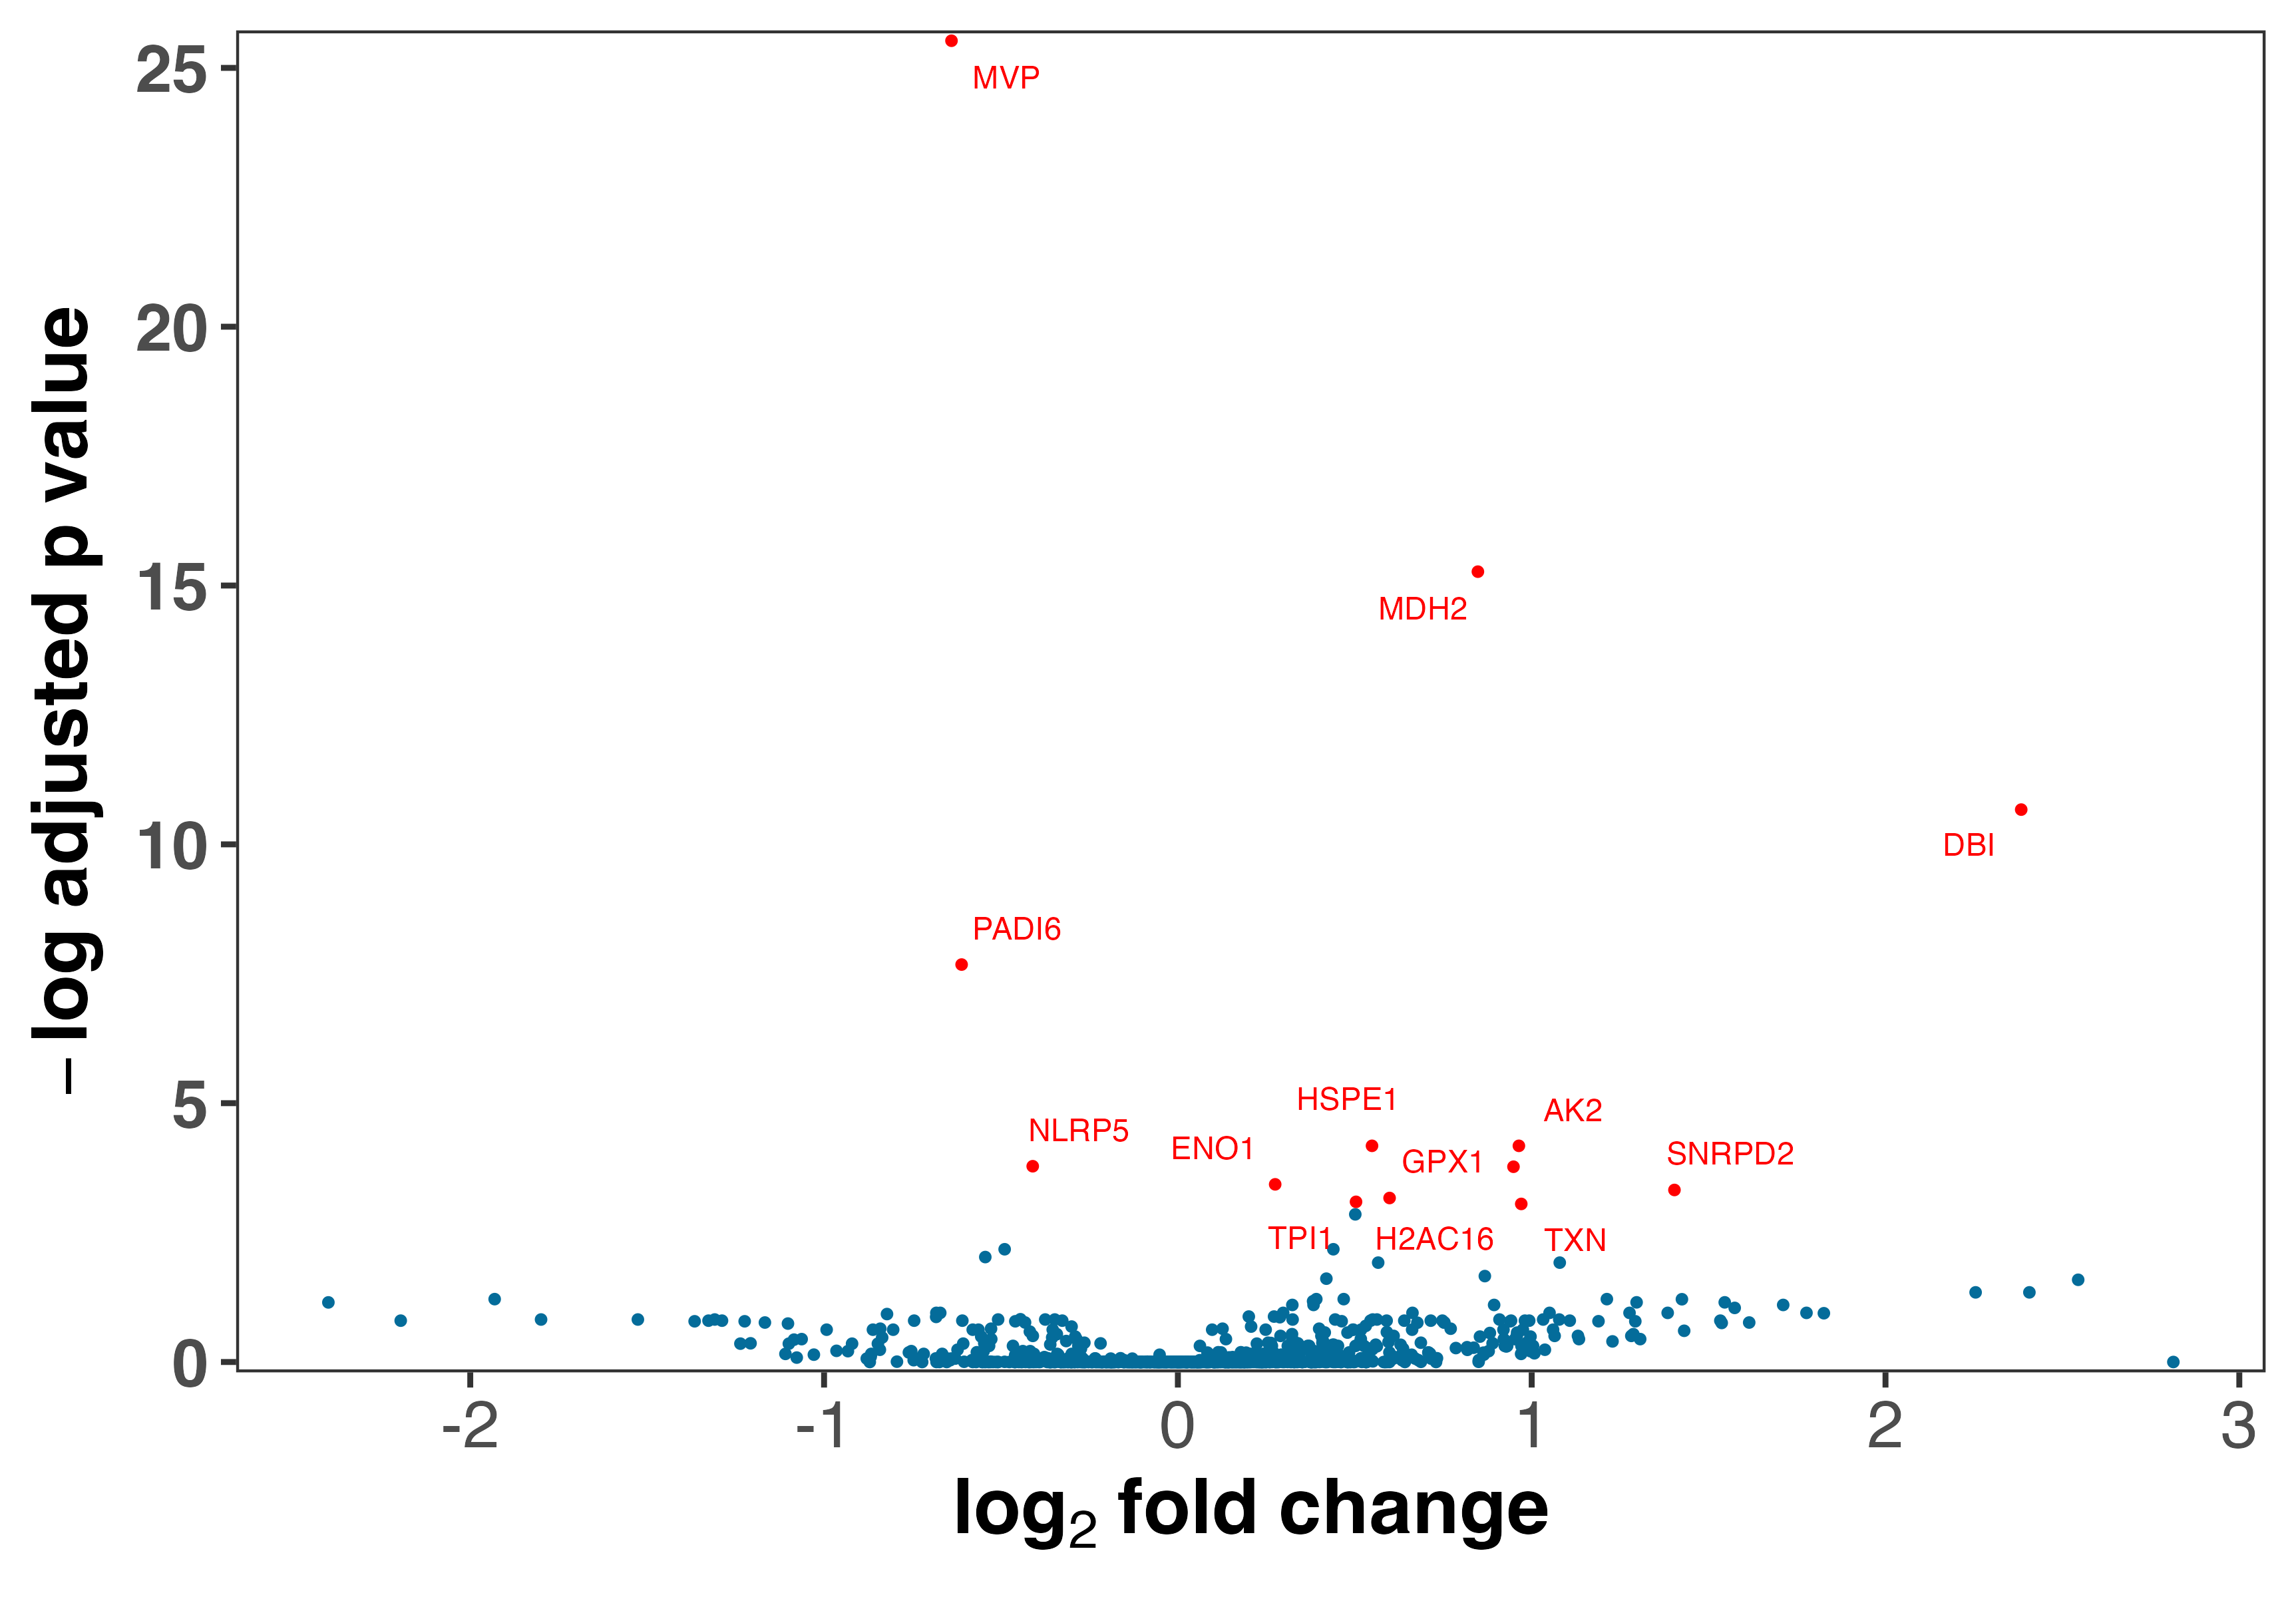 25
20
15
10
5
0
– log adjusted p value
MVP
MDH2
DBI
PADI6
HSPE1
AK2
NLRP5
ENO1
GPX1
SNRPD2
TPI1
H2AC16
TXN
-2
-1
0
1
2
3
log2 fold change